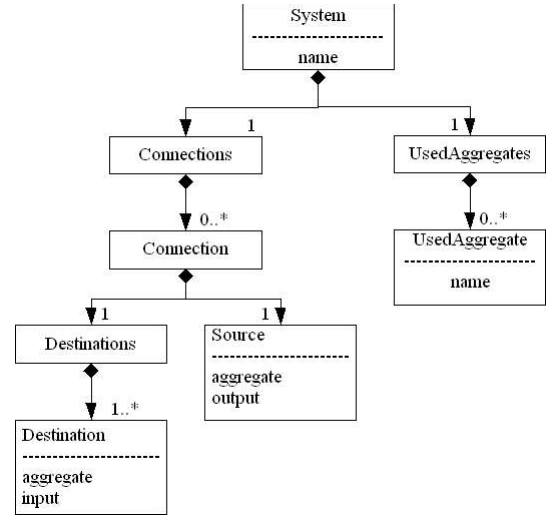 System
name
1
1
Connections
UsedAggregates
0..*
0..*
Connection
UsedAggregate
name
1
1
Destinations
Source
aggregate
output
1..*
Destination
aggregate
input